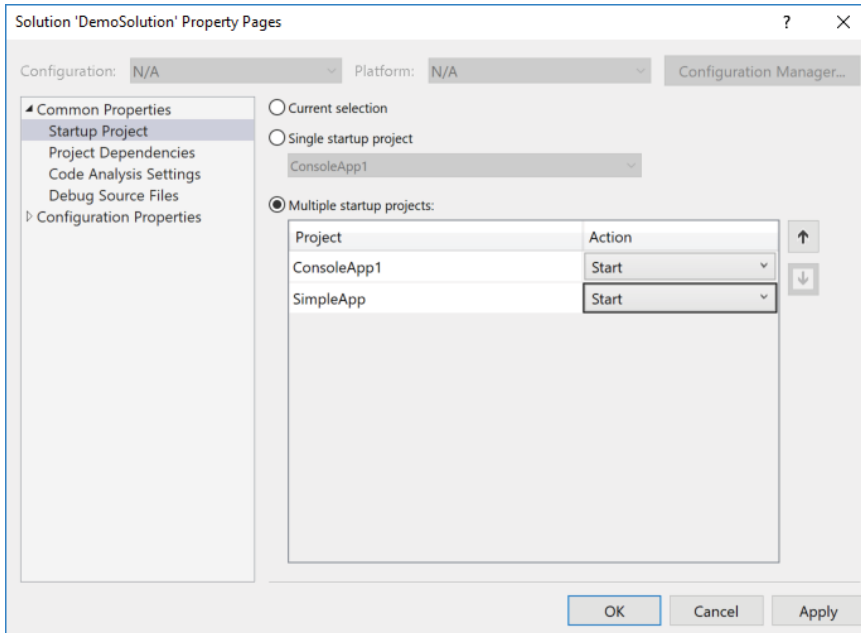 Solution 'DemoSolution' Property Pages ?
Configuration: N/A Platform: N/A Configuration Manager...
Common Properties
Startup Project
Project Dependencies
Code Analysis Settings
Debug Source Files
Configuration Properties
Current selection
Single startup project
ConsoleApp1
Multiple startup projects:
Project Action
ConsoleApp1 Start
SimpleApp Start
OK Cancel Apply